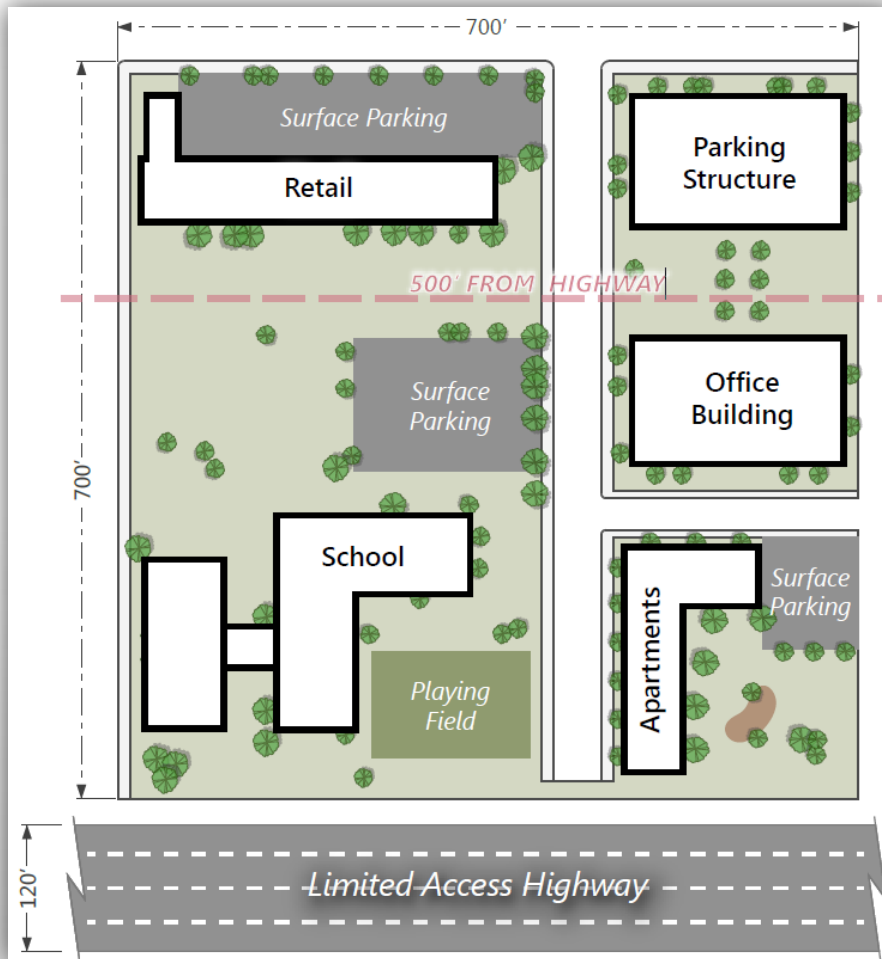 700’
Surface Parking
Retail
Parking
Structure
500' FROM HIGHWAY
Surface
Parking
Office
Building
700’
School
Apartments
Surface
Parking
Playing
Field
120’
Limited Access Highway